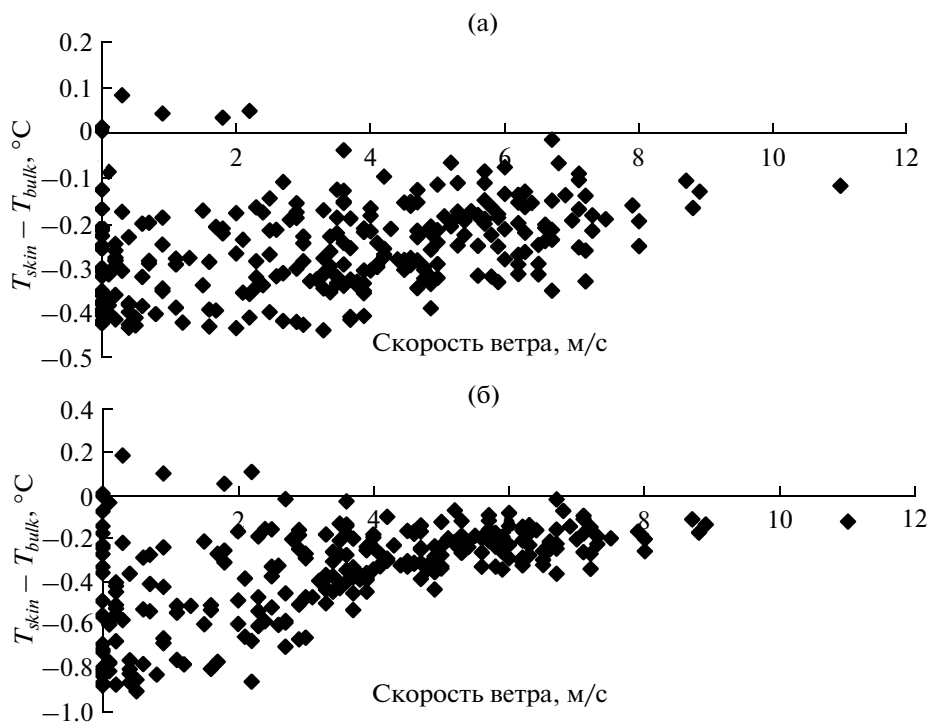 (а)
0.2
0.1
0
−0.1
−0.2
−0.3
−0.4
−0.5
2 4 6 8 10 12
T_skin − T_bulk, °C
Скорость ветра, м/с
(б)
0.4
0.2
0
−0.2
−0.4
−0.6
−0.8
−1.0
2 4 6 8 10 12
T_skin − T_bulk, °C
Скорость ветра, м/с